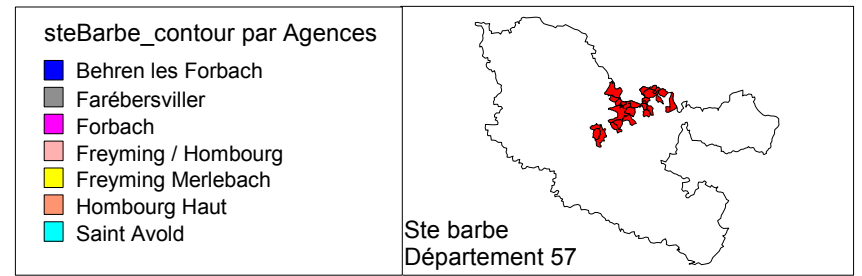 steBarbe_contour par Agences
Behren les Forbach
Farébersviller
Forbach
Freyming / Hombourg
Freyming Merlebach
Hombourg Haut
Saint Avold
Ste barbe
Départment 57